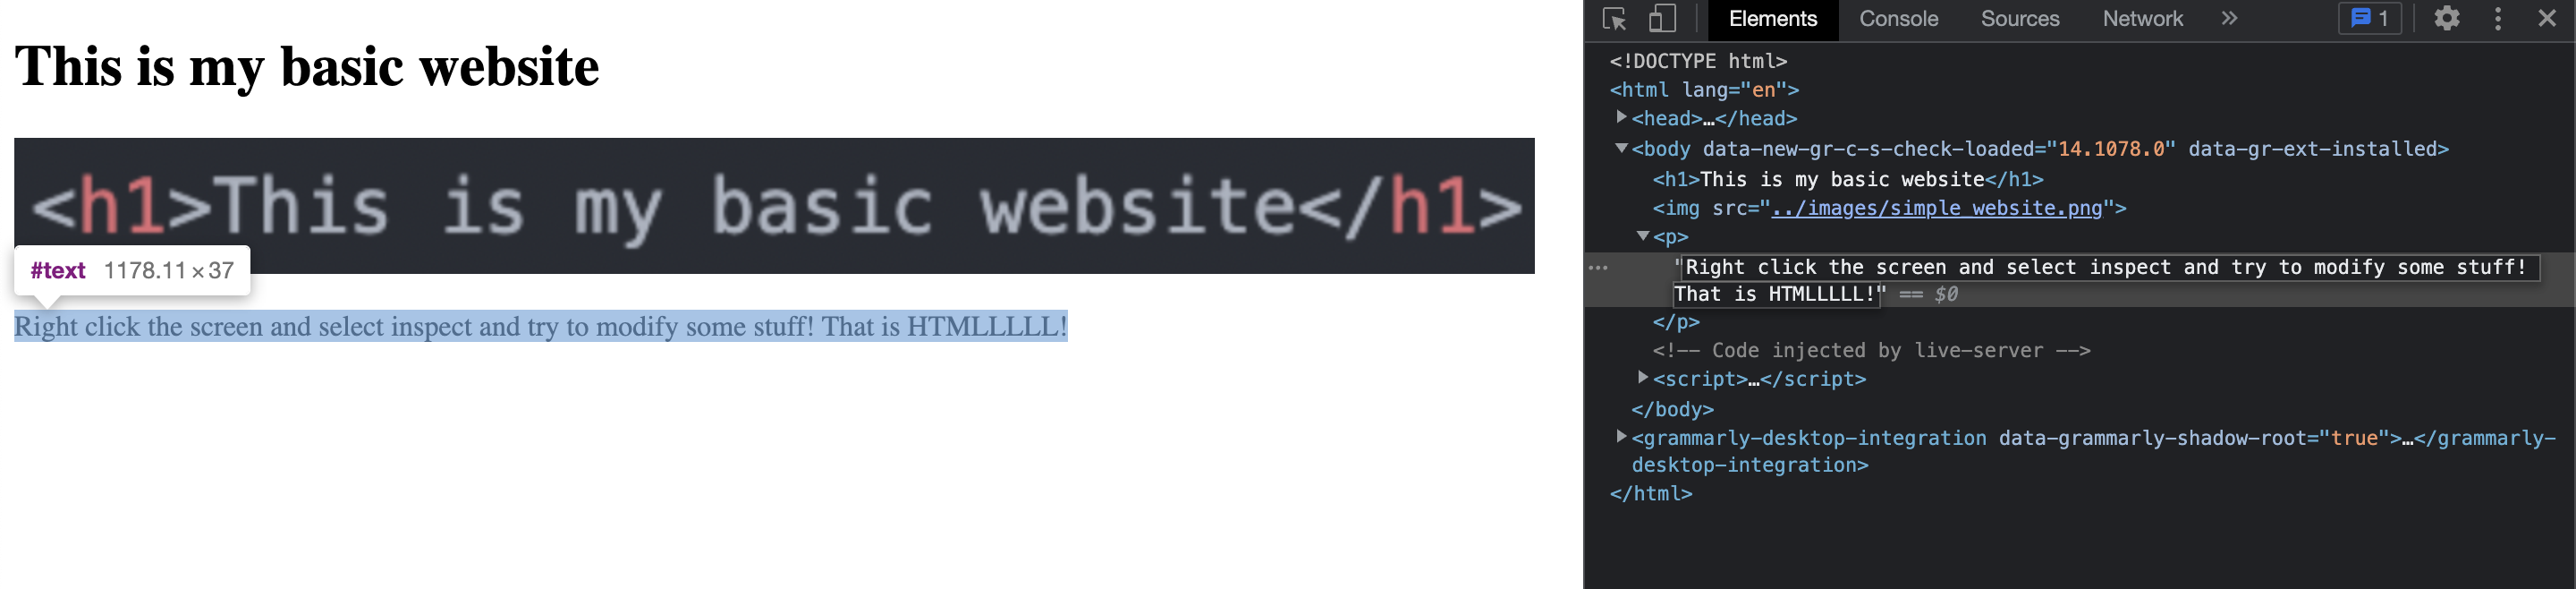 This is my basic website
<h1>This is my basic website</h1>
#text 1178.11×37
Right click the screen and select inspect and try to modify some stuff! That is HTMLLLLL!
Elements Console Sources Network » 1
<!DOCTYPE html>
<html lang="en">
<head>…</head>
<body data-new-gr-c-s-check-loaded="14.1078.0" data-gr-ext-installed>
<h1>This is my basic website</h1>
<img src="../images/simple_website.png">
<p>
"Right click the screen and select inspect and try to modify some stuff!
That is HTMLLLLL!" == $0
</p>
<!-- Code injected by live-server -->
<script>…</script>
</body>
<grammarly-desktop-integration data-grammarly-shadow-root="true">…</grammarly-
desktop-integration>
</html>